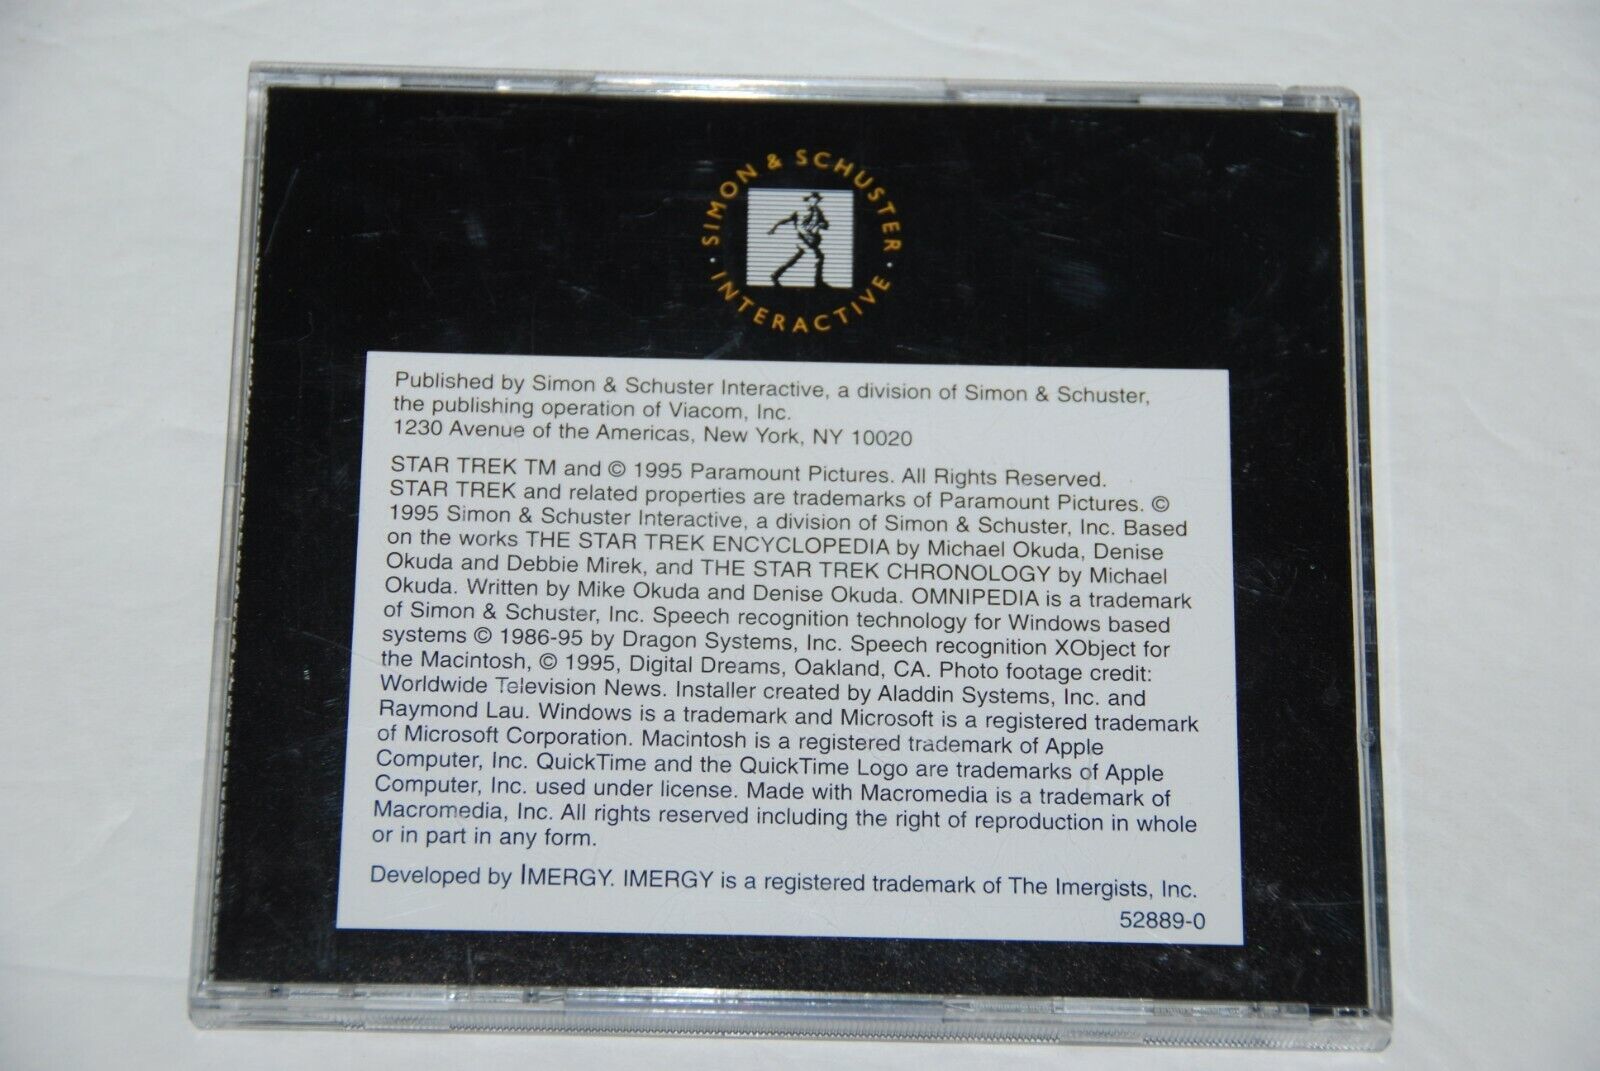 SIMON & SCHUSTER
· INTERACTIVE ·
Published by Simon & Schuster Interactive, a division of Simon & Schuster,
the publishing operation of Viacom, Inc.
1230 Avenue of the Americas, New York, NY 10020
STAR TREK TM and © 1995 Paramount Pictures. All Rights Reserved.
STAR TREK and related properties are trademarks of Paramount Pictures. ©
1995 Simon & Schuster Interactive, a division of Simon & Schuster, Inc. Based
on the works THE STAR TREK ENCYCLOPEDIA by Michael Okuda, Denise
Okuda and Debbie Mirek, and THE STAR TREK CHRONOLOGY by Michael
Okuda. Written by Mike Okuda and Denise Okuda. OMNIPEDIA is a trademark
of Simon & Schuster, Inc. Speech recognition technology for Windows based
systems © 1986-95 by Dragon Systems, Inc. Speech recognition XObject for
the Macintosh, © 1995, Digital Dreams, Oakland, CA. Photo footage credit:
Worldwide Television News. Installer created by Aladdin Systems, Inc. and
Raymond Lau. Windows is a trademark and Microsoft is a registered trademark
of Microsoft Corporation. Macintosh is a registered trademark of Apple
Computer, Inc. QuickTime and the QuickTime Logo are trademarks of Apple
Computer, Inc. used under license. Made with Macromedia is a trademark of
Macromedia, Inc. All rights reserved including the right of reproduction in whole
or in part in any form.
Developed by IMERGY. IMERGY is a registered trademark of The Imergists, Inc.
52889-0